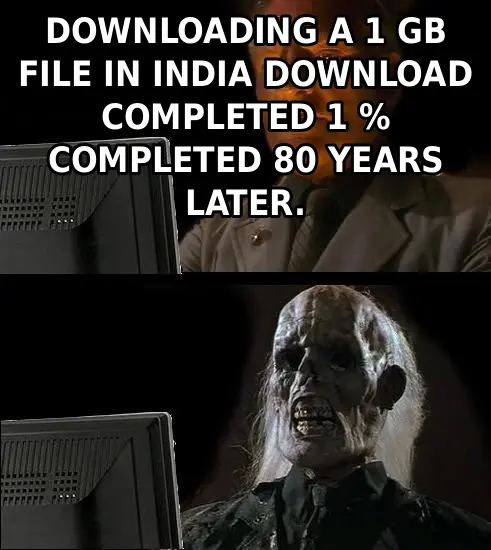 DOWNLOADING A 1 GB
FILE IN INDIA DOWNLOAD
COMPLETED 1 %
COMPLETED 80 YEARS
LATER.